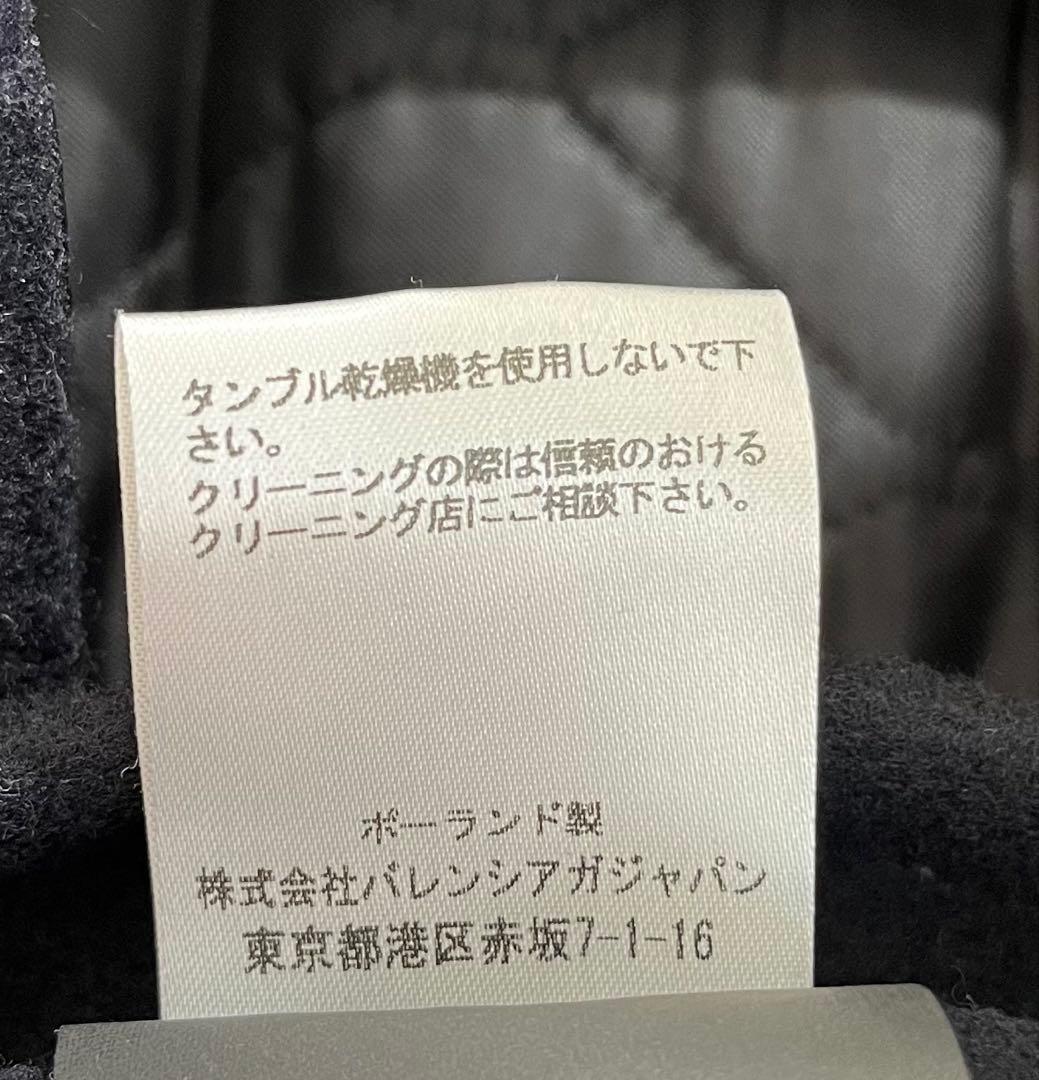 タンブル乾燥機を使用しないで下
さい。
クリーニングの際は信頼のおける
クリーニング店にご相談下さい。
ポーランド製
株式会社バレンシアガジャパン
東京都港区赤坂7-1-16